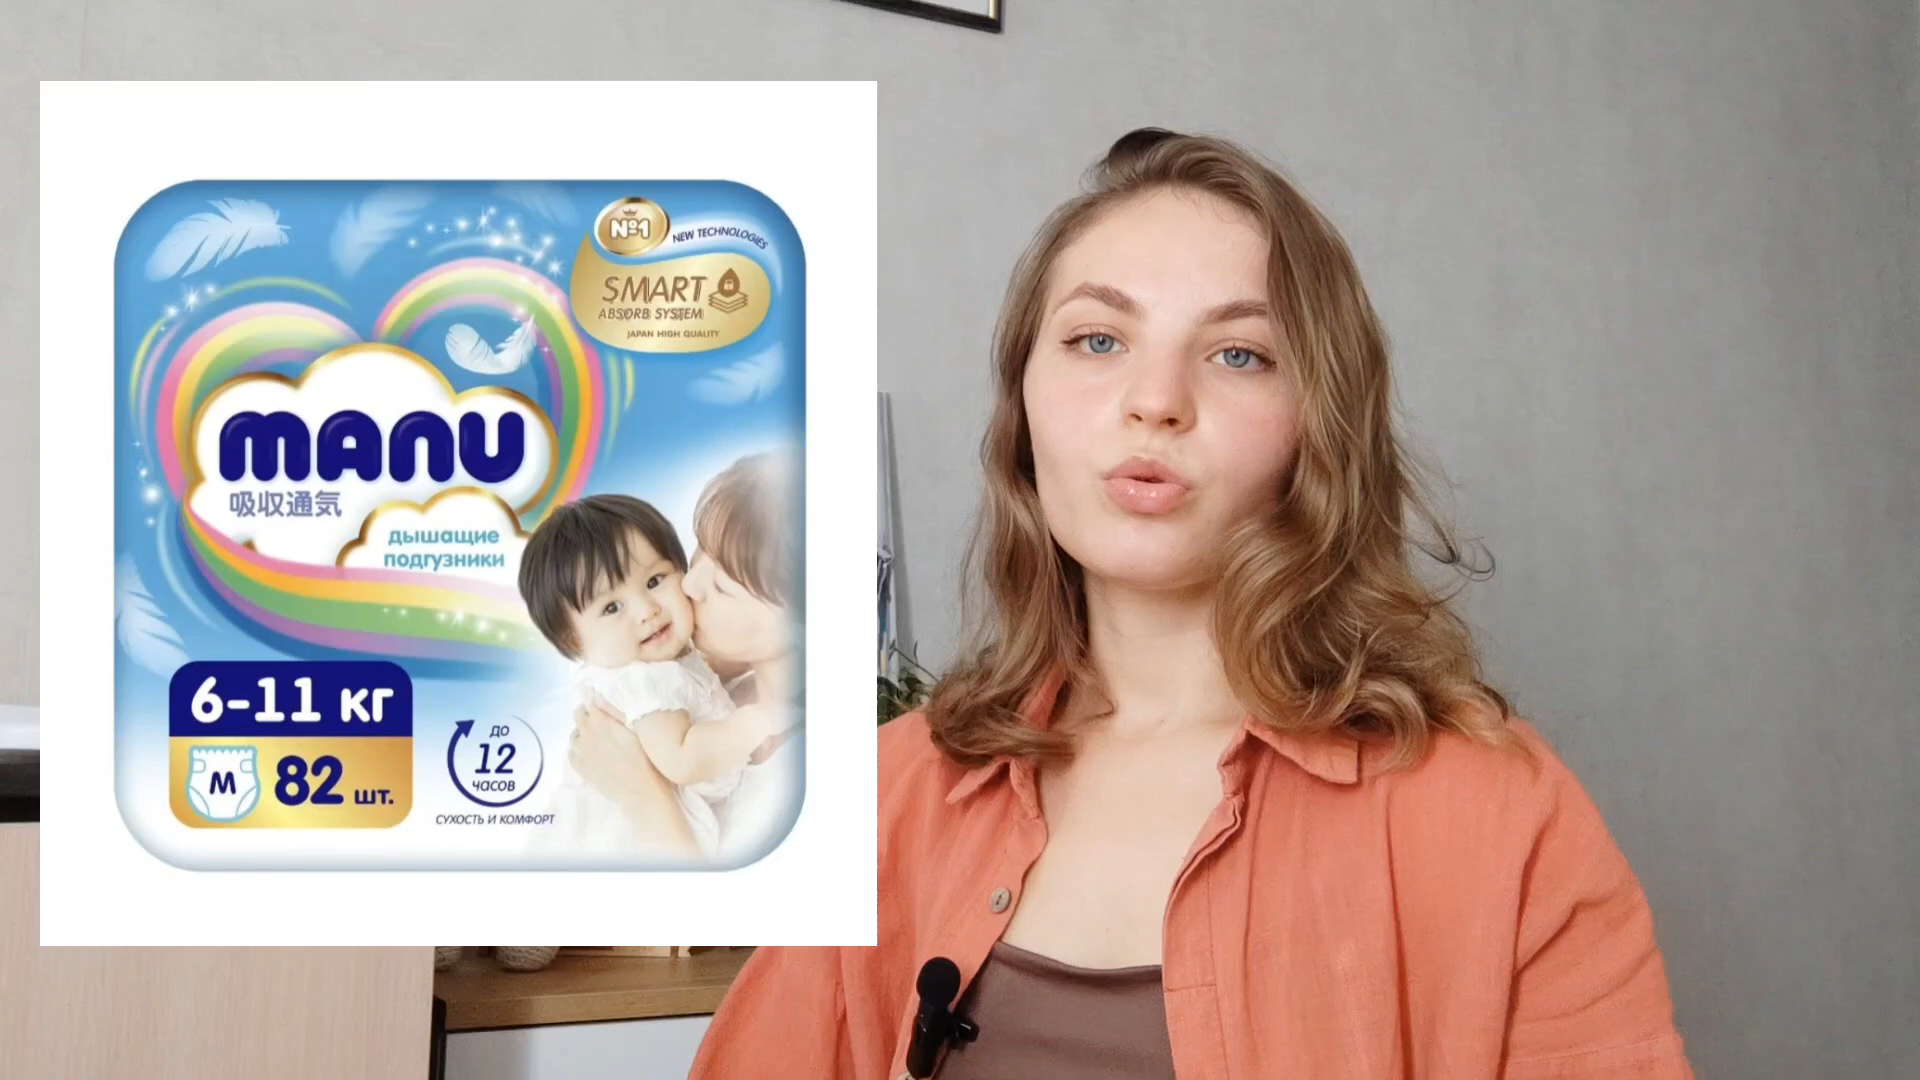 №1
NEW TECHNOLOGIES
SMART
ABSORB SYSTEM
JAPAN HIGH QUALITY
manu
吸収通気
дышащие
подгузники
6-11 кг
M
82 шт.
до
12
часов
СУХОСТЬ И КОМФОРТ